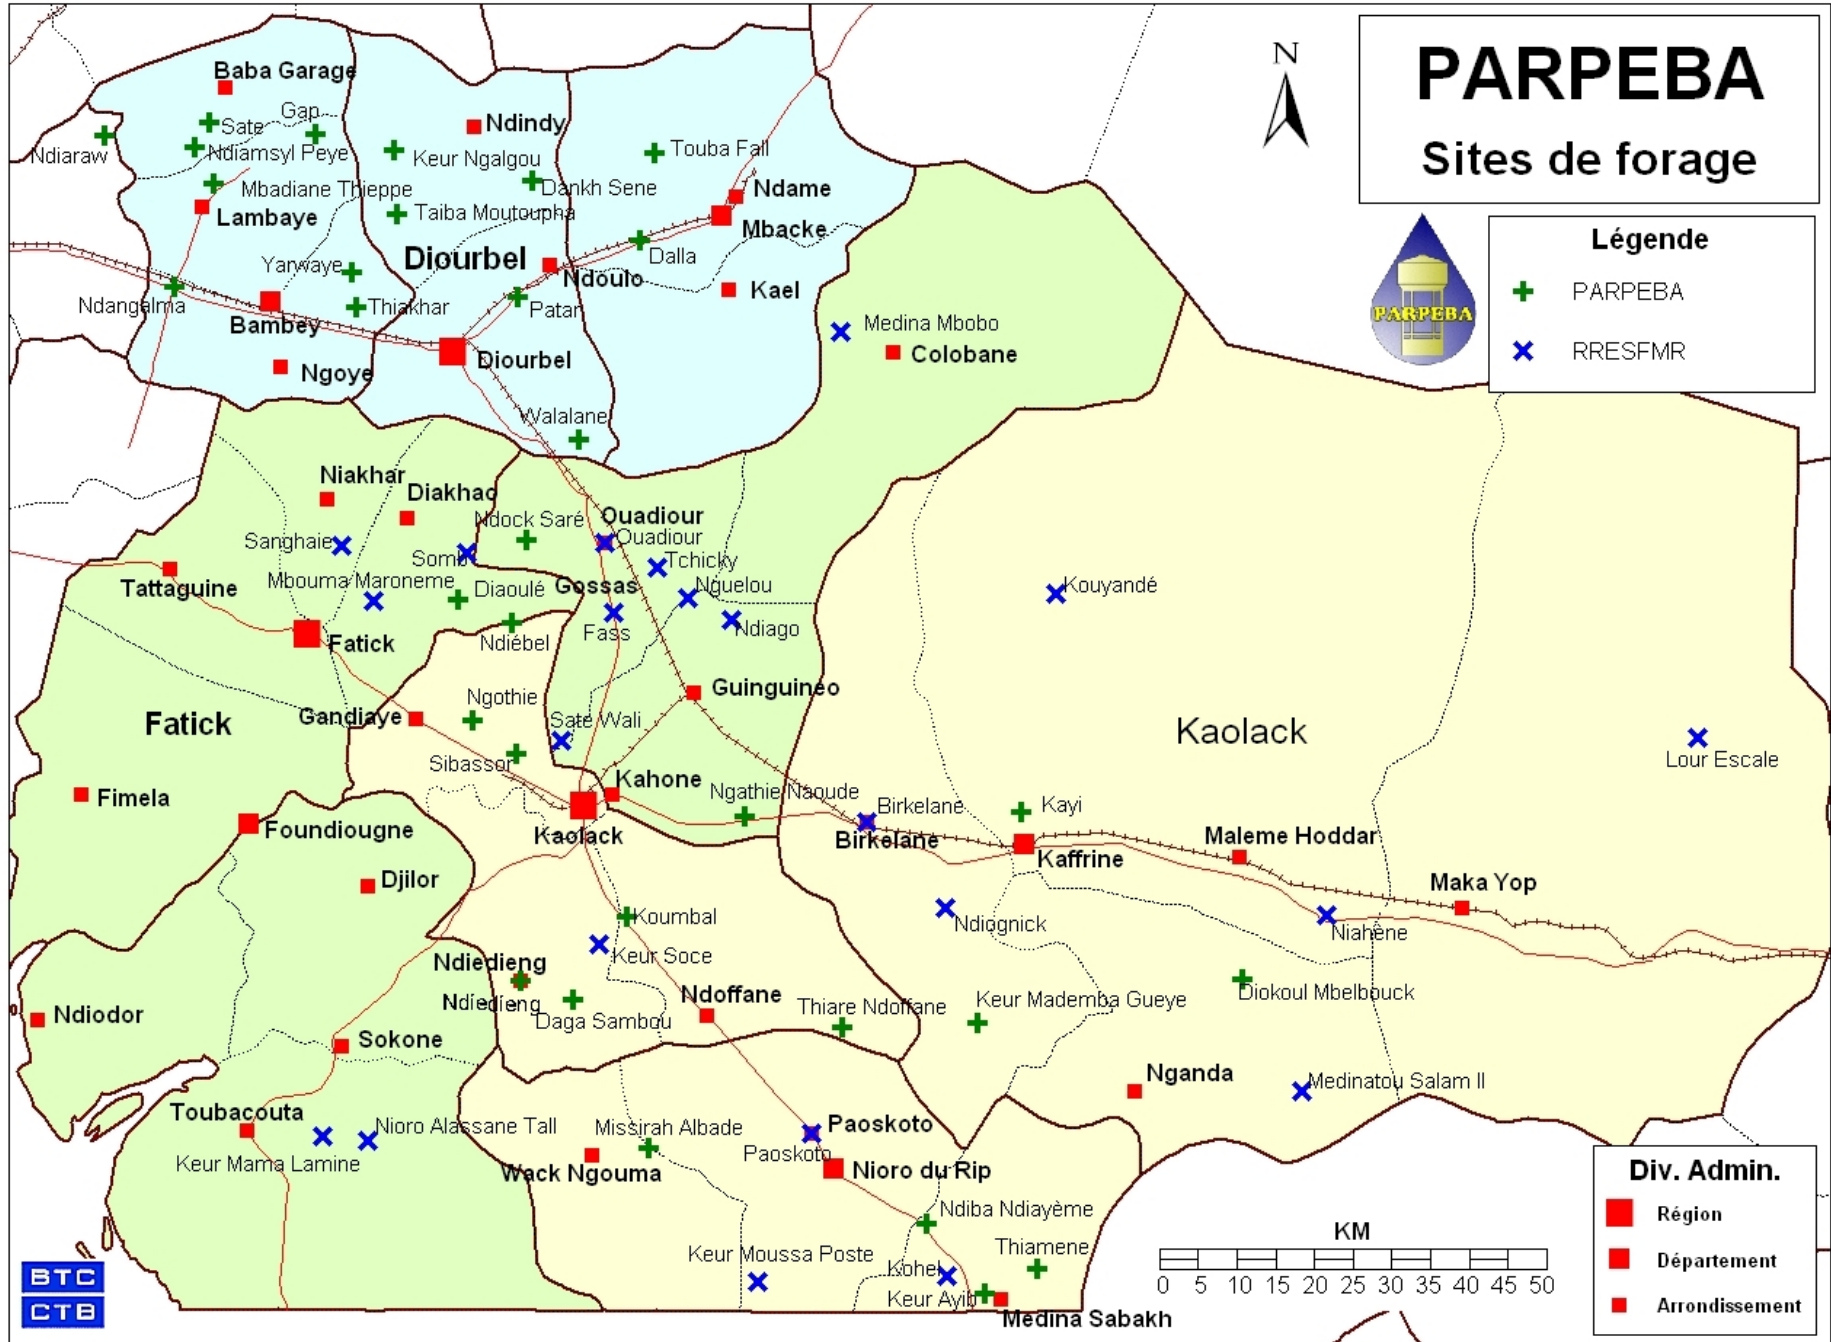 PARPEBA
Sites de forage
N
Légende
PARPEBA
RRESFMR
PARPEBA
Baba Garage
Gap
Sate
Ndiaraw
Ndiamsyl Peye
Mbadiane Thieppe
Lambaye
Ndindy
Keur Ngalgou
Dankh Sene
Taiba Moutoupha
Touba Fall
Ndame
Mbacke
Dalla
Diourbel
Ndoulo
Kael
Yarwaye
Ndangalma
Thiakhar
Patar
Bambey
Diourbel
Ngoye
Medina Mbobo
Colobane
Walalane
Niakhar
Diakhao
Ndock Saré
Ouadiour
Ouadiour
Sanghaie
Somb
Tchicky
Tattaguine
Mbouma Maroneme
Diaoulé
Gossas
Nguelou
Kouyandé
Fatick
Ndiébel
Fass
Ndiago
Ngothie
Guinguineo
Gandiaye
Fatick
Sate Wali
Kaolack
Sibassor
Lour Escale
Fimela
Kahone
Ngathie Naoude
Birkelane
Kayi
Foundiougne
Kaolack
Birkelane
Kaffrine
Maleme Hoddar
Djilor
Maka Yop
Koumbal
Ndiognick
Niahène
Keur Soce
Ndiedieng
Ndiedieng
Daga Sambou
Ndoffane
Thiare Ndoffane
Keur Mademba Gueye
Diokoul Mbelbouck
Ndiodor
Sokone
Nganda
Medinatou Salam II
Toubacouta
Nioro Alassane Tall
Missirah Albade
Paoskoto
Paoskoto
Keur Mama Lamine
Wack Ngouma
Nioro du Rip
Ndiba Ndiayème
Thiamene
Keur Moussa Poste
Kohel
Keur Ayib
Medina Sabakh
BTC
CTB
KM
0 5 10 15 20 25 30 35 40 45 50
Div. Admin.
Région
Département
Arrondissement